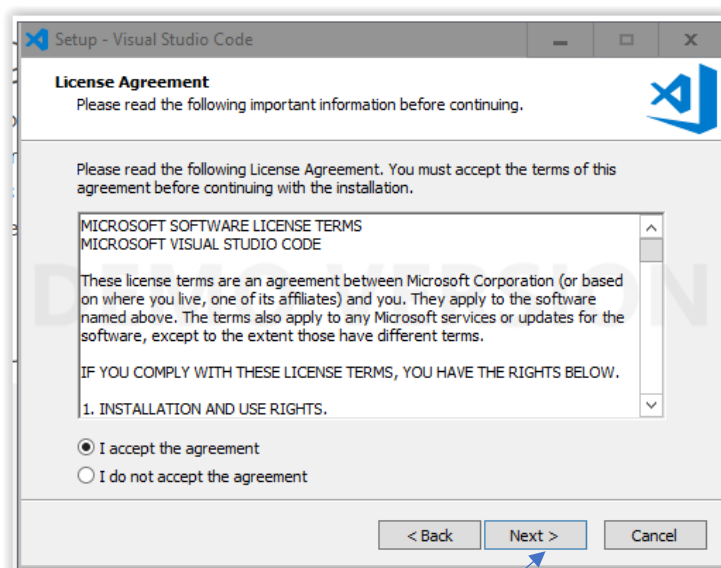 Setup - Visual Studio Code
License Agreement
Please read the following important information before continuing.
Please read the following License Agreement. You must accept the terms of this
agreement before continuing with the installation.
MICROSOFT SOFTWARE LICENSE TERMS
MICROSOFT VISUAL STUDIO CODE
These license terms are an agreement between Microsoft Corporation (or based
on where you live, one of its affiliates) and you. They apply to the software
named above. The terms also apply to any Microsoft services or updates for the
software, except to the extent those have different terms.
IF YOU COMPLY WITH THESE LICENSE TERMS, YOU HAVE THE RIGHTS BELOW.
1. INSTALLATION AND USE RIGHTS.
DEMO VERSION
I accept the agreement
I do not accept the agreement
< Back Next > Cancel